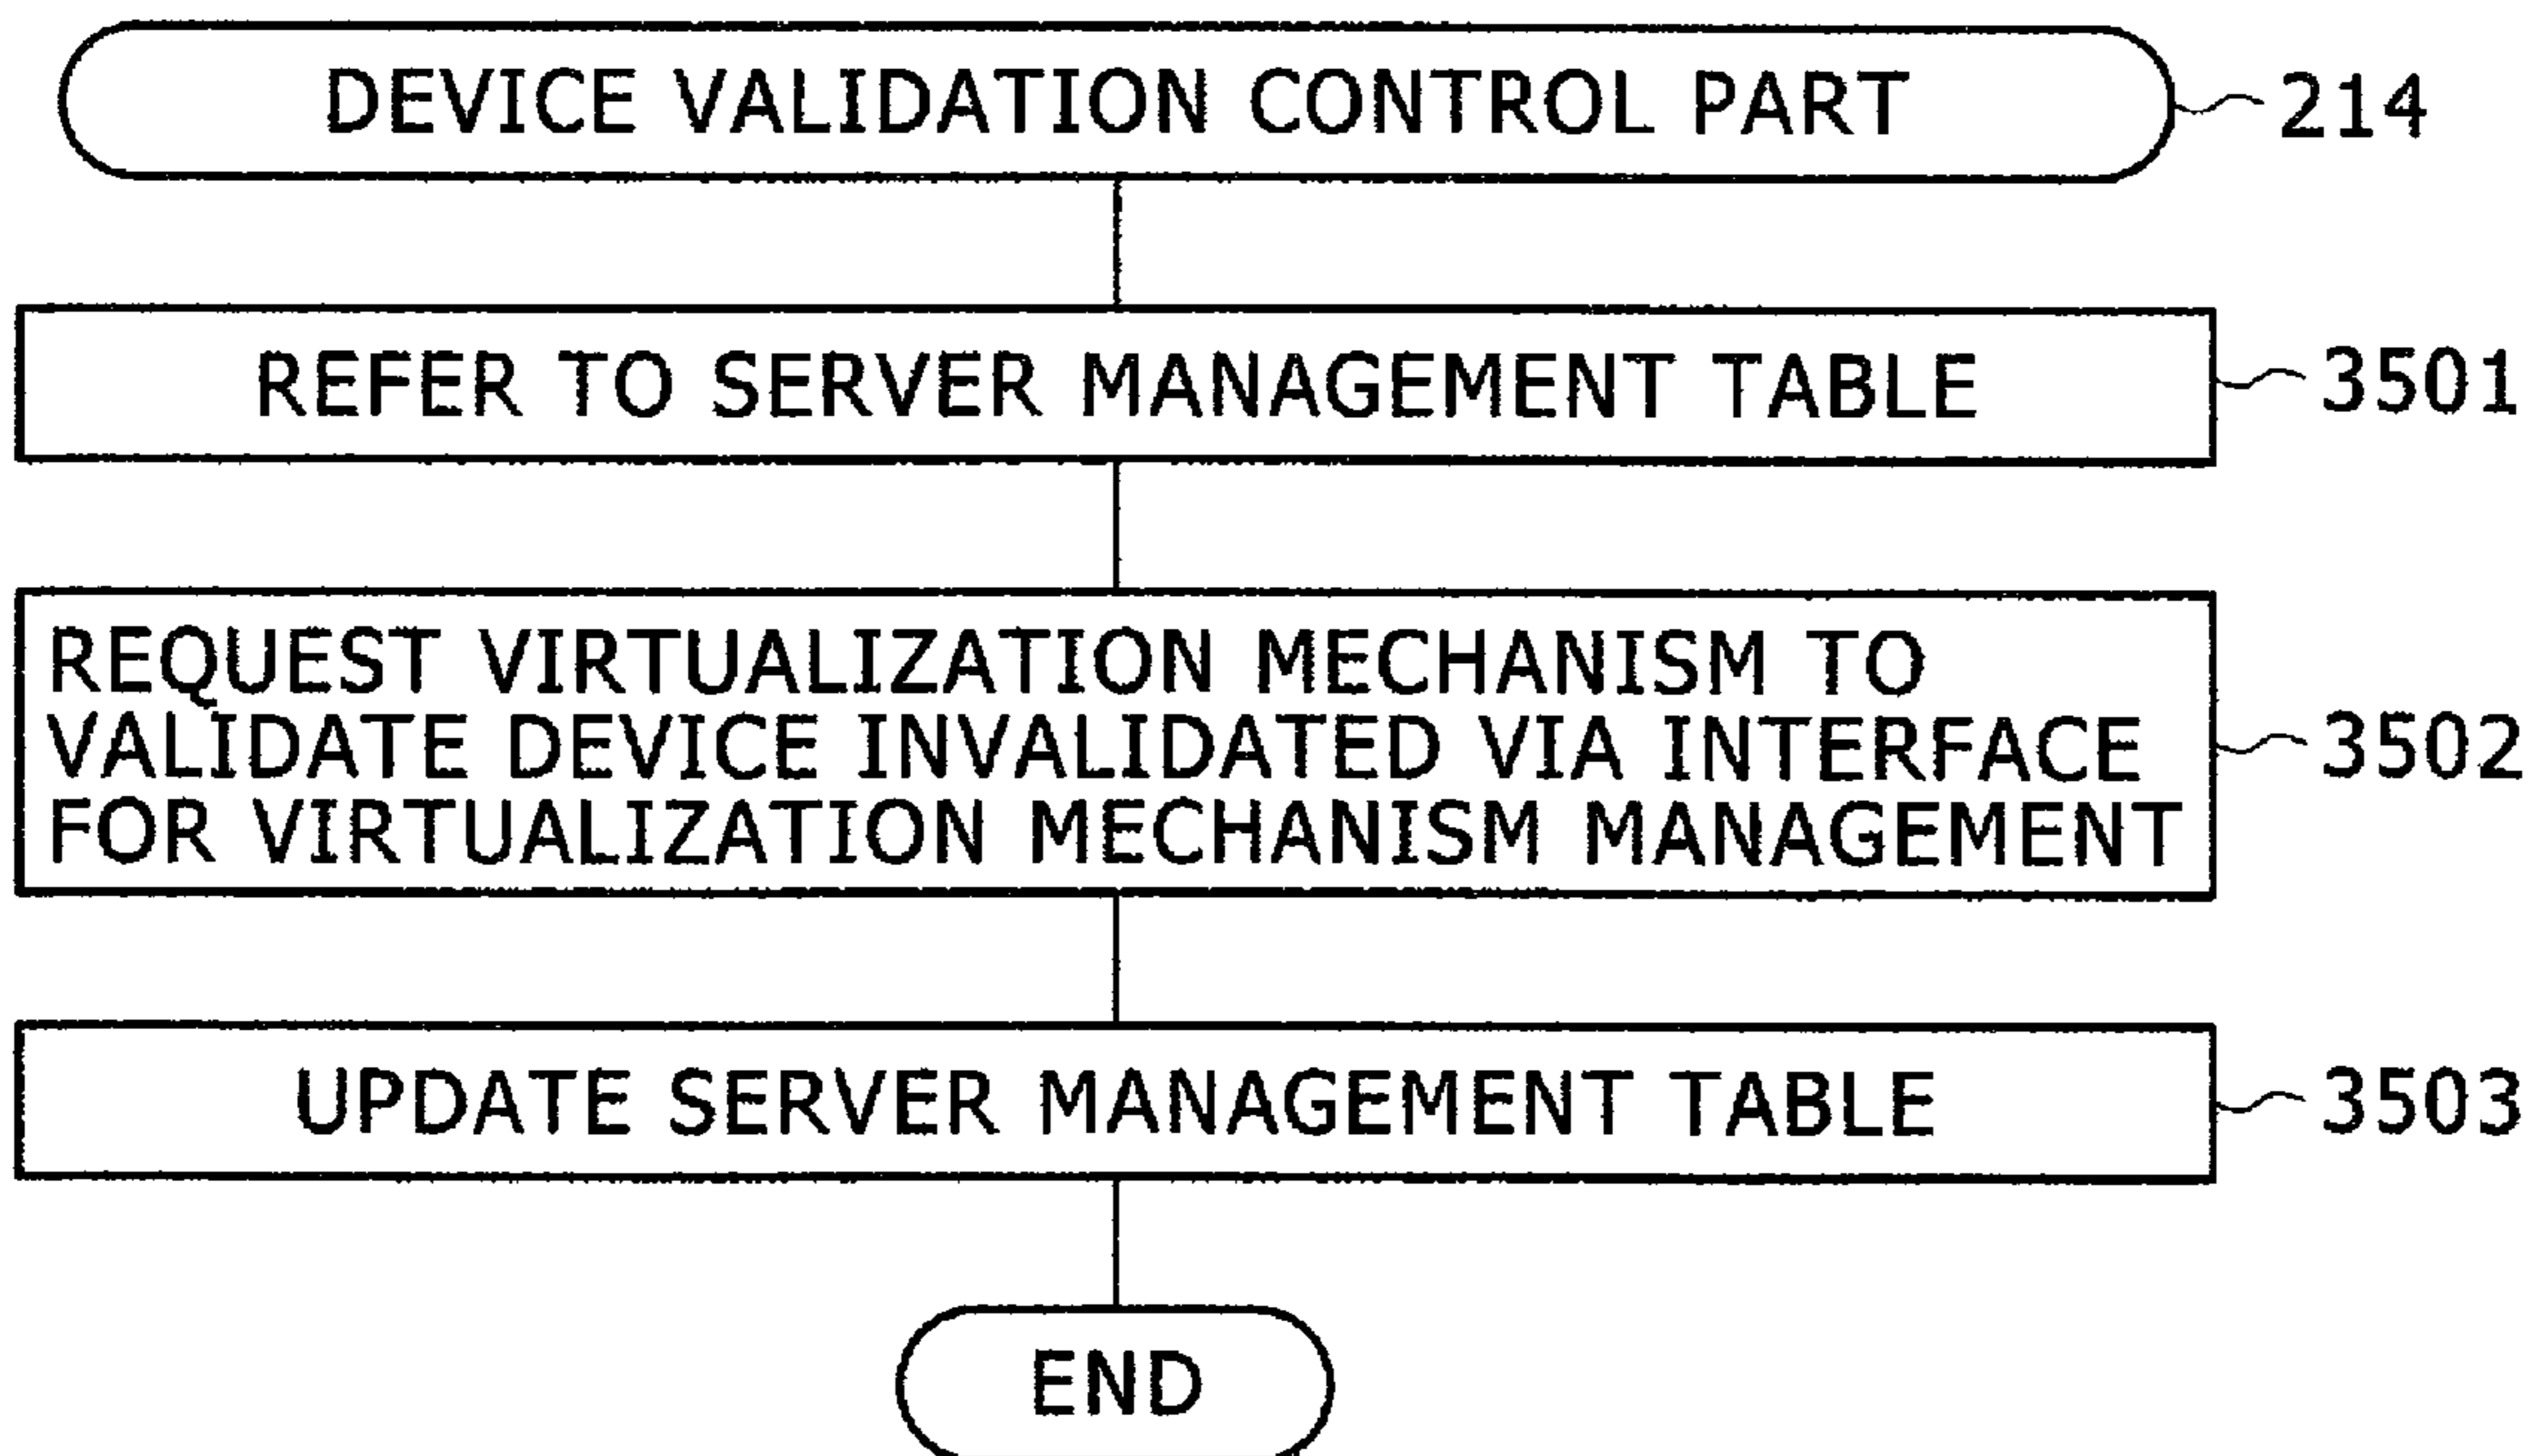 DEVICE VALIDATION CONTROL PART
214
REFER TO SERVER MANAGEMENT TABLE
3501
REQUEST VIRTUALIZATION MECHANISM TO
VALIDATE DEVICE INVALIDATED VIA INTERFACE
FOR VIRTUALIZATION MECHANISM MANAGEMENT
3502
UPDATE SERVER MANAGEMENT TABLE
3503
END